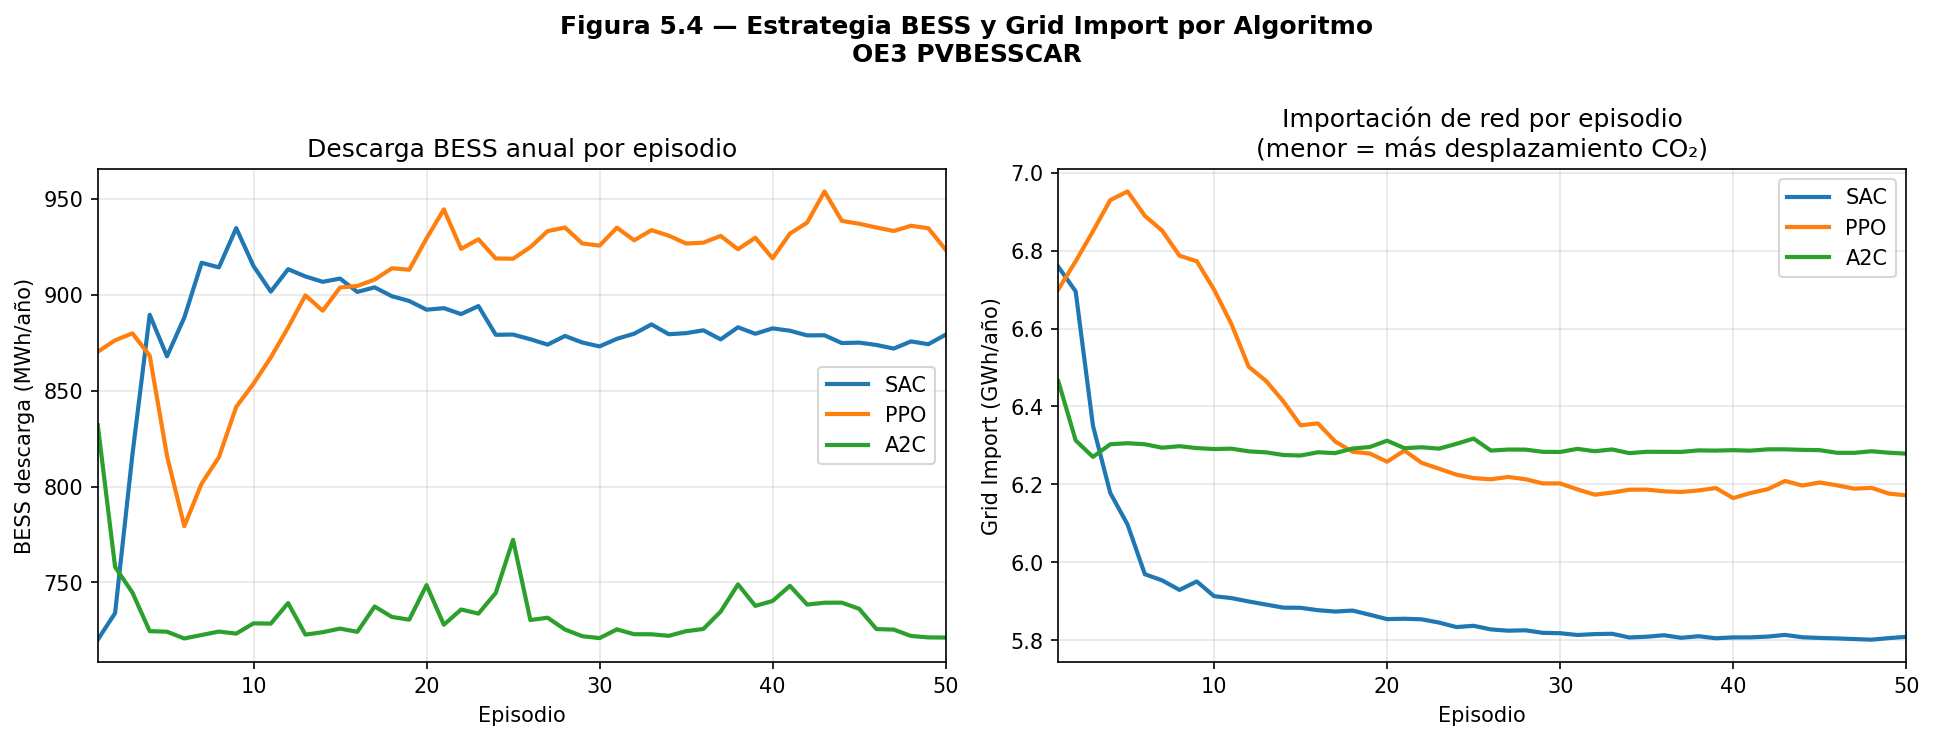 Figura 5.4 — Estrategia BESS y Grid Import por Algoritmo
OE3 PVBESSCAR
Descarga BESS anual por episodio
BESS descarga (MWh/año)
950
900
850
800
750
10
20
30
40
50
Episodio
SAC
PPO
A2C
Importación de red por episodio
(menor = más desplazamiento CO₂)
Grid Import (GWh/año)
7.0
6.8
6.6
6.4
6.2
6.0
5.8
10
20
30
40
50
Episodio
SAC
PPO
A2C